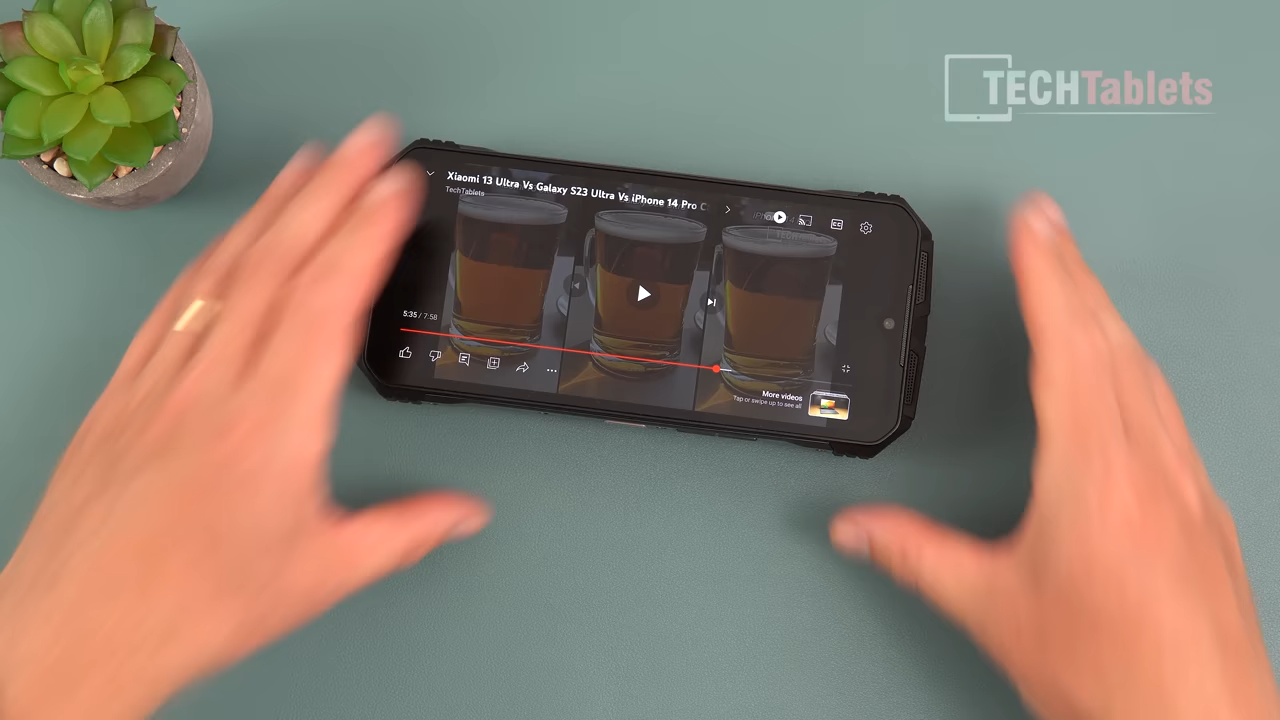 TECHTablets
Xiaomi 13 Ultra Vs Galaxy S23 Ultra Vs iPhone 14 Pro
TechTablets
5:35 / 7:58
More videos
Tap or swipe up to see all